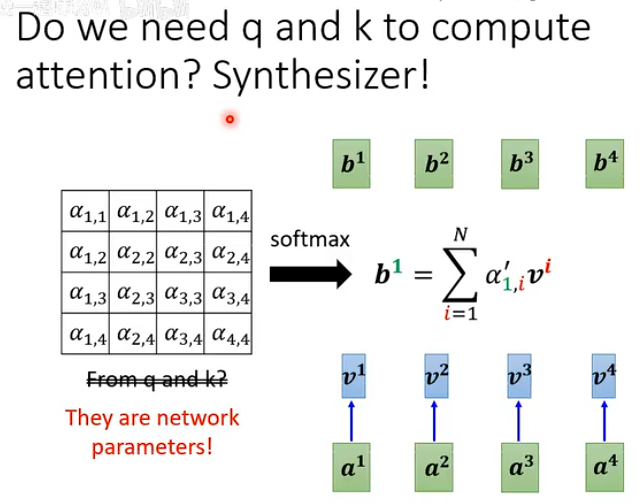 Do we need q and k to compute
attention? Synthesizer!
b¹ b² b³ b⁴
α₁,₁ α₁,₂ α₁,₃ α₁,₄
α₁,₂ α₂,₂ α₂,₃ α₂,₄
α₁,₃ α₂,₃ α₃,₃ α₃,₄
α₁,₄ α₂,₄ α₃,₄ α₄,₄
softmax
b¹ = ∑ᵢ₌₁ᴺ α′₁,ᵢvⁱ
From q and k?
They are network
parameters!
v¹ v² v³ v⁴
a¹ a² a³ a⁴